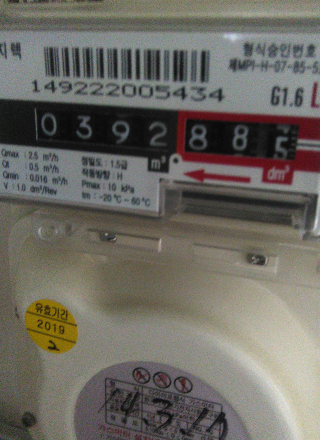 지텍
형식승인번호
149222005434
제MPI-H-07-85-5
G1.6 L
0392 885
m³
dm³
Qmax : 2.5 m³/h
Qt : 0.5 m³/h
Qmin : 0.016 m³/h
V : 1.0 dm³/Rev
정밀도 : 1.5급
작동방향 : H
Pmax : 10 kPa
tm : -20℃ ~ 60℃
유효기간
2019
2